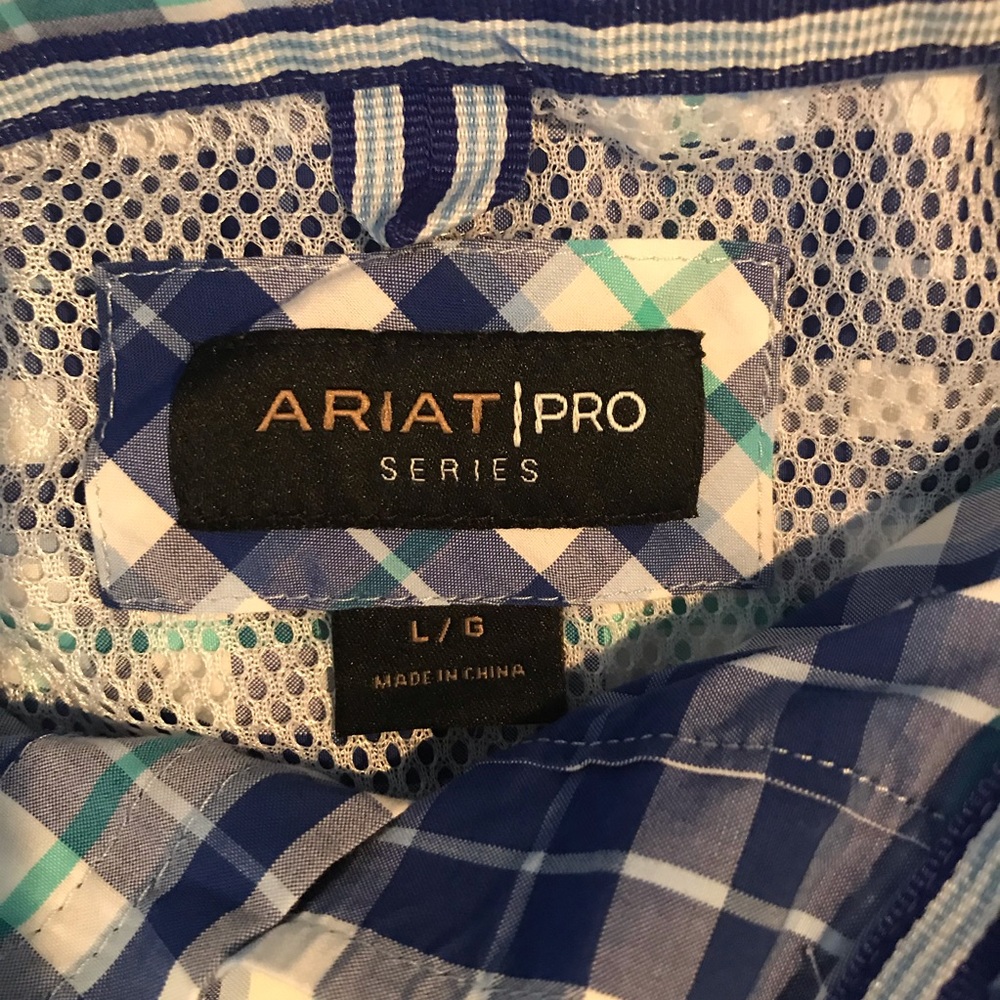 ARIAT|PRO
SERIES
L/G
MADE IN CHINA